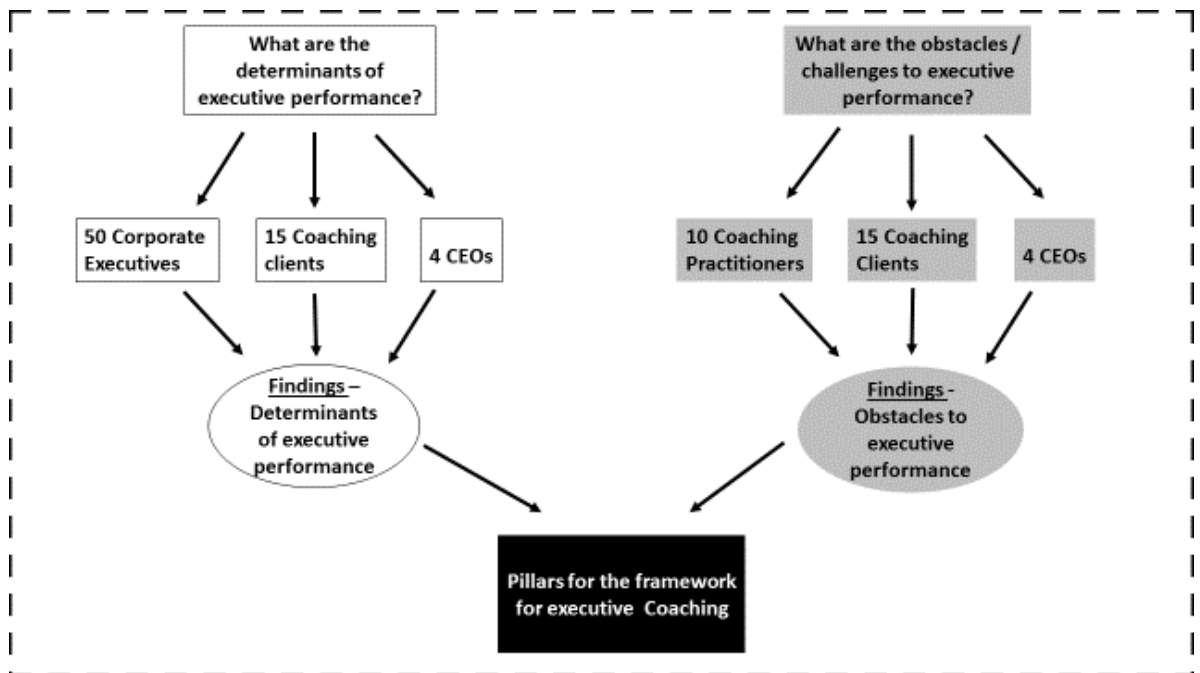 What are the
determinants of
executive performance?
What are the obstacles /
challenges to executive
performance?
50 Corporate
Executives
15 Coaching
clients
4 CEOs
10 Coaching
Practitioners
15 Coaching
Clients
4 CEOs
Findings –
Determinants
of executive
performance
Findings -
Obstacles to
executive
performance
Pillars for the framework
for executive Coaching